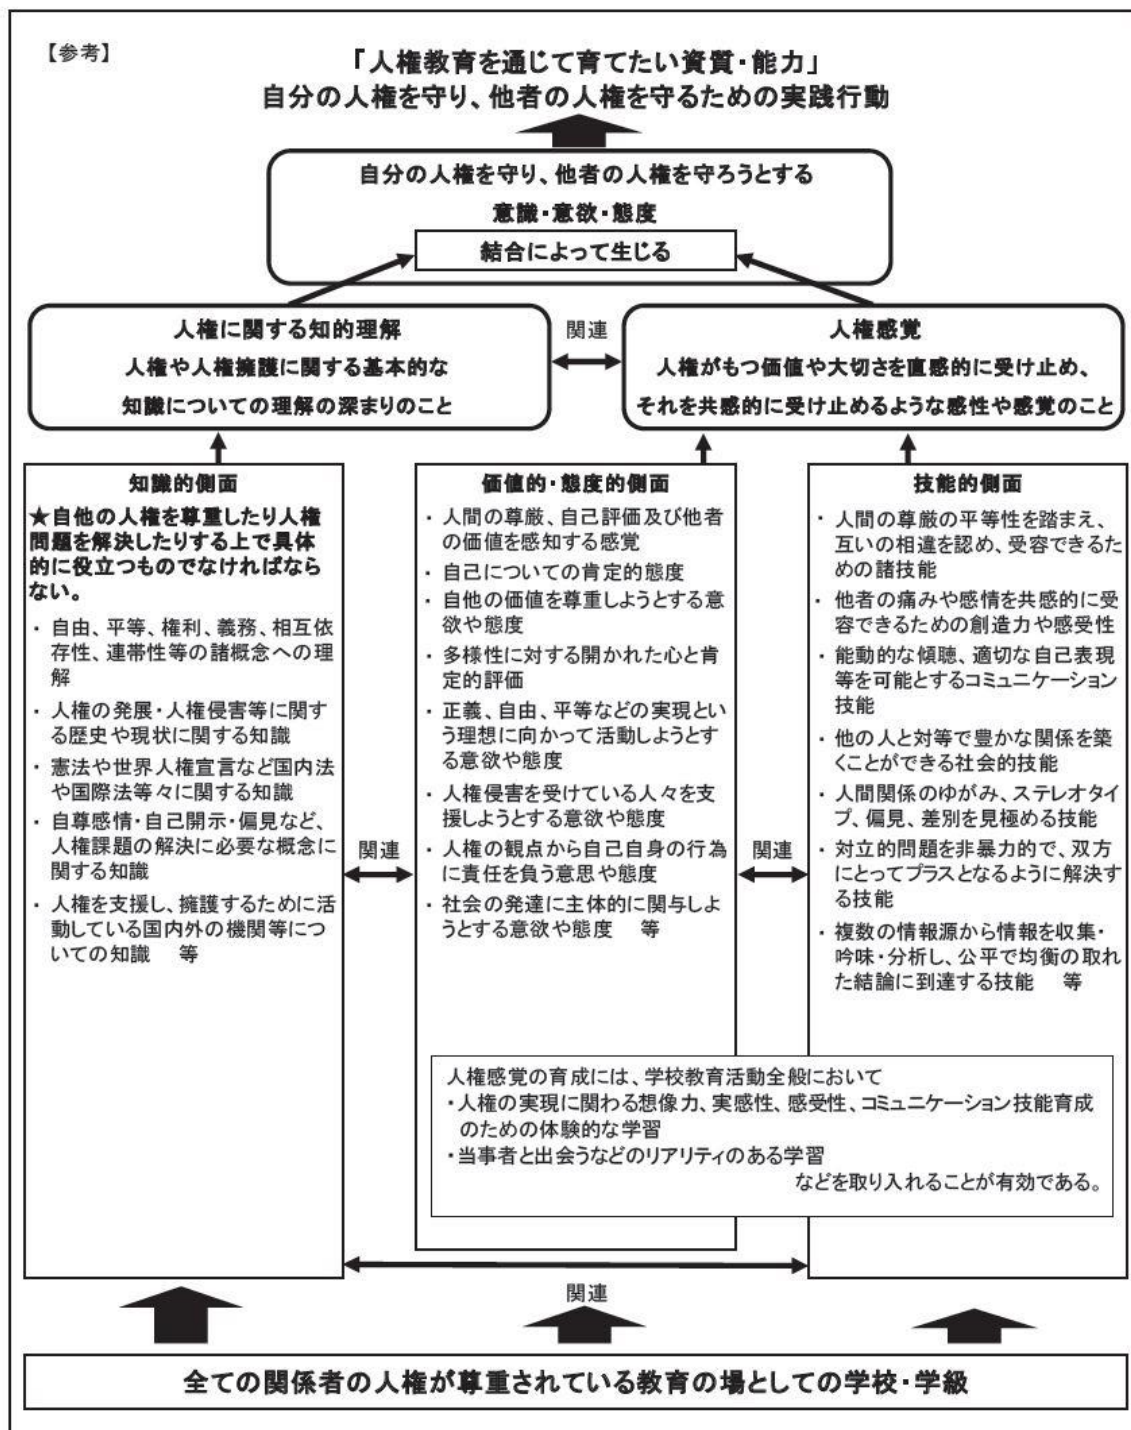 【参考】
「人権教育を通じて育てたい資質・能力」
自分の人権を守り、他者の人権を守るための実践行動
自分の人権を守り、他者の人権を守ろうとする
意識・意欲・態度
結合によって生じる
人権に関する知的理解
人権や人権擁護に関する基本的な
知識についての理解の深まりのこと
関連
人権感覚
人権がもつ価値や大切さを直感的に受け止め、
それを共感的に受け止めるような感性や感覚のこと
知識的側面
★自他の人権を尊重したり人権
問題を解決したりする上で具体
的に役立つものでなければなら
ない。
・ 自由、平等、権利、義務、相互依
存性、連帯性等の諸概念への理
解
・ 人権の発展・人権侵害等に関す
る歴史や現状に関する知識
・ 憲法や世界人権宣言など国内法
や国際法等々に関する知識
・ 自尊感情・自己開示・偏見など、
人権課題の解決に必要な概念に
関する知識
・ 人権を支援し、擁護するために活
動している国内外の機関等につ
いての知識 等
関連
価値的・態度的側面
・ 人間の尊厳、自己評価及び他者
の価値を感知する感覚
・ 自己についての肯定的態度
・ 自他の価値を尊重しようとする意
欲や態度
・ 多様性に対する開かれた心と肯
定的評価
・ 正義、自由、平等などの実現とい
う理想に向かって活動しようとす
る意欲や態度
・ 人権侵害を受けている人々を支
援しようとする意欲や態度
・ 人権の観点から自己自身の行為
に責任を負う意思や態度
・ 社会の発達に主体的に関与しよ
うとする意欲や態度 等
関連
技能的側面
・ 人間の尊厳の平等性を踏まえ、
互いの相違を認め、受容できるた
めの諸技能
・ 他者の痛みや感情を共感的に受
容できるための創造力や感受性
・ 能動的な傾聴、適切な自己表現
等を可能とするコミュニケーション
技能
・ 他の人と対等で豊かな関係を築
くことができる社会的技能
・ 人間関係のゆがみ、ステレオタイ
プ、偏見、差別を見極める技能
・ 対立的問題を非暴力的で、双方
にとってプラスとなるように解決す
る技能
・ 複数の情報源から情報を収集・
吟味・分析し、公平で均衡の取れ
た結論に到達する技能 等
人権感覚の育成には、学校教育活動全般において
・人権の実現に関わる想像力、実感性、感受性、コミュニケーション技能育成
のための体験的な学習
・当事者と出会うなどのリアリティのある学習
などを取り入れることが有効である。
関連
全ての関係者の人権が尊重されている教育の場としての学校・学級